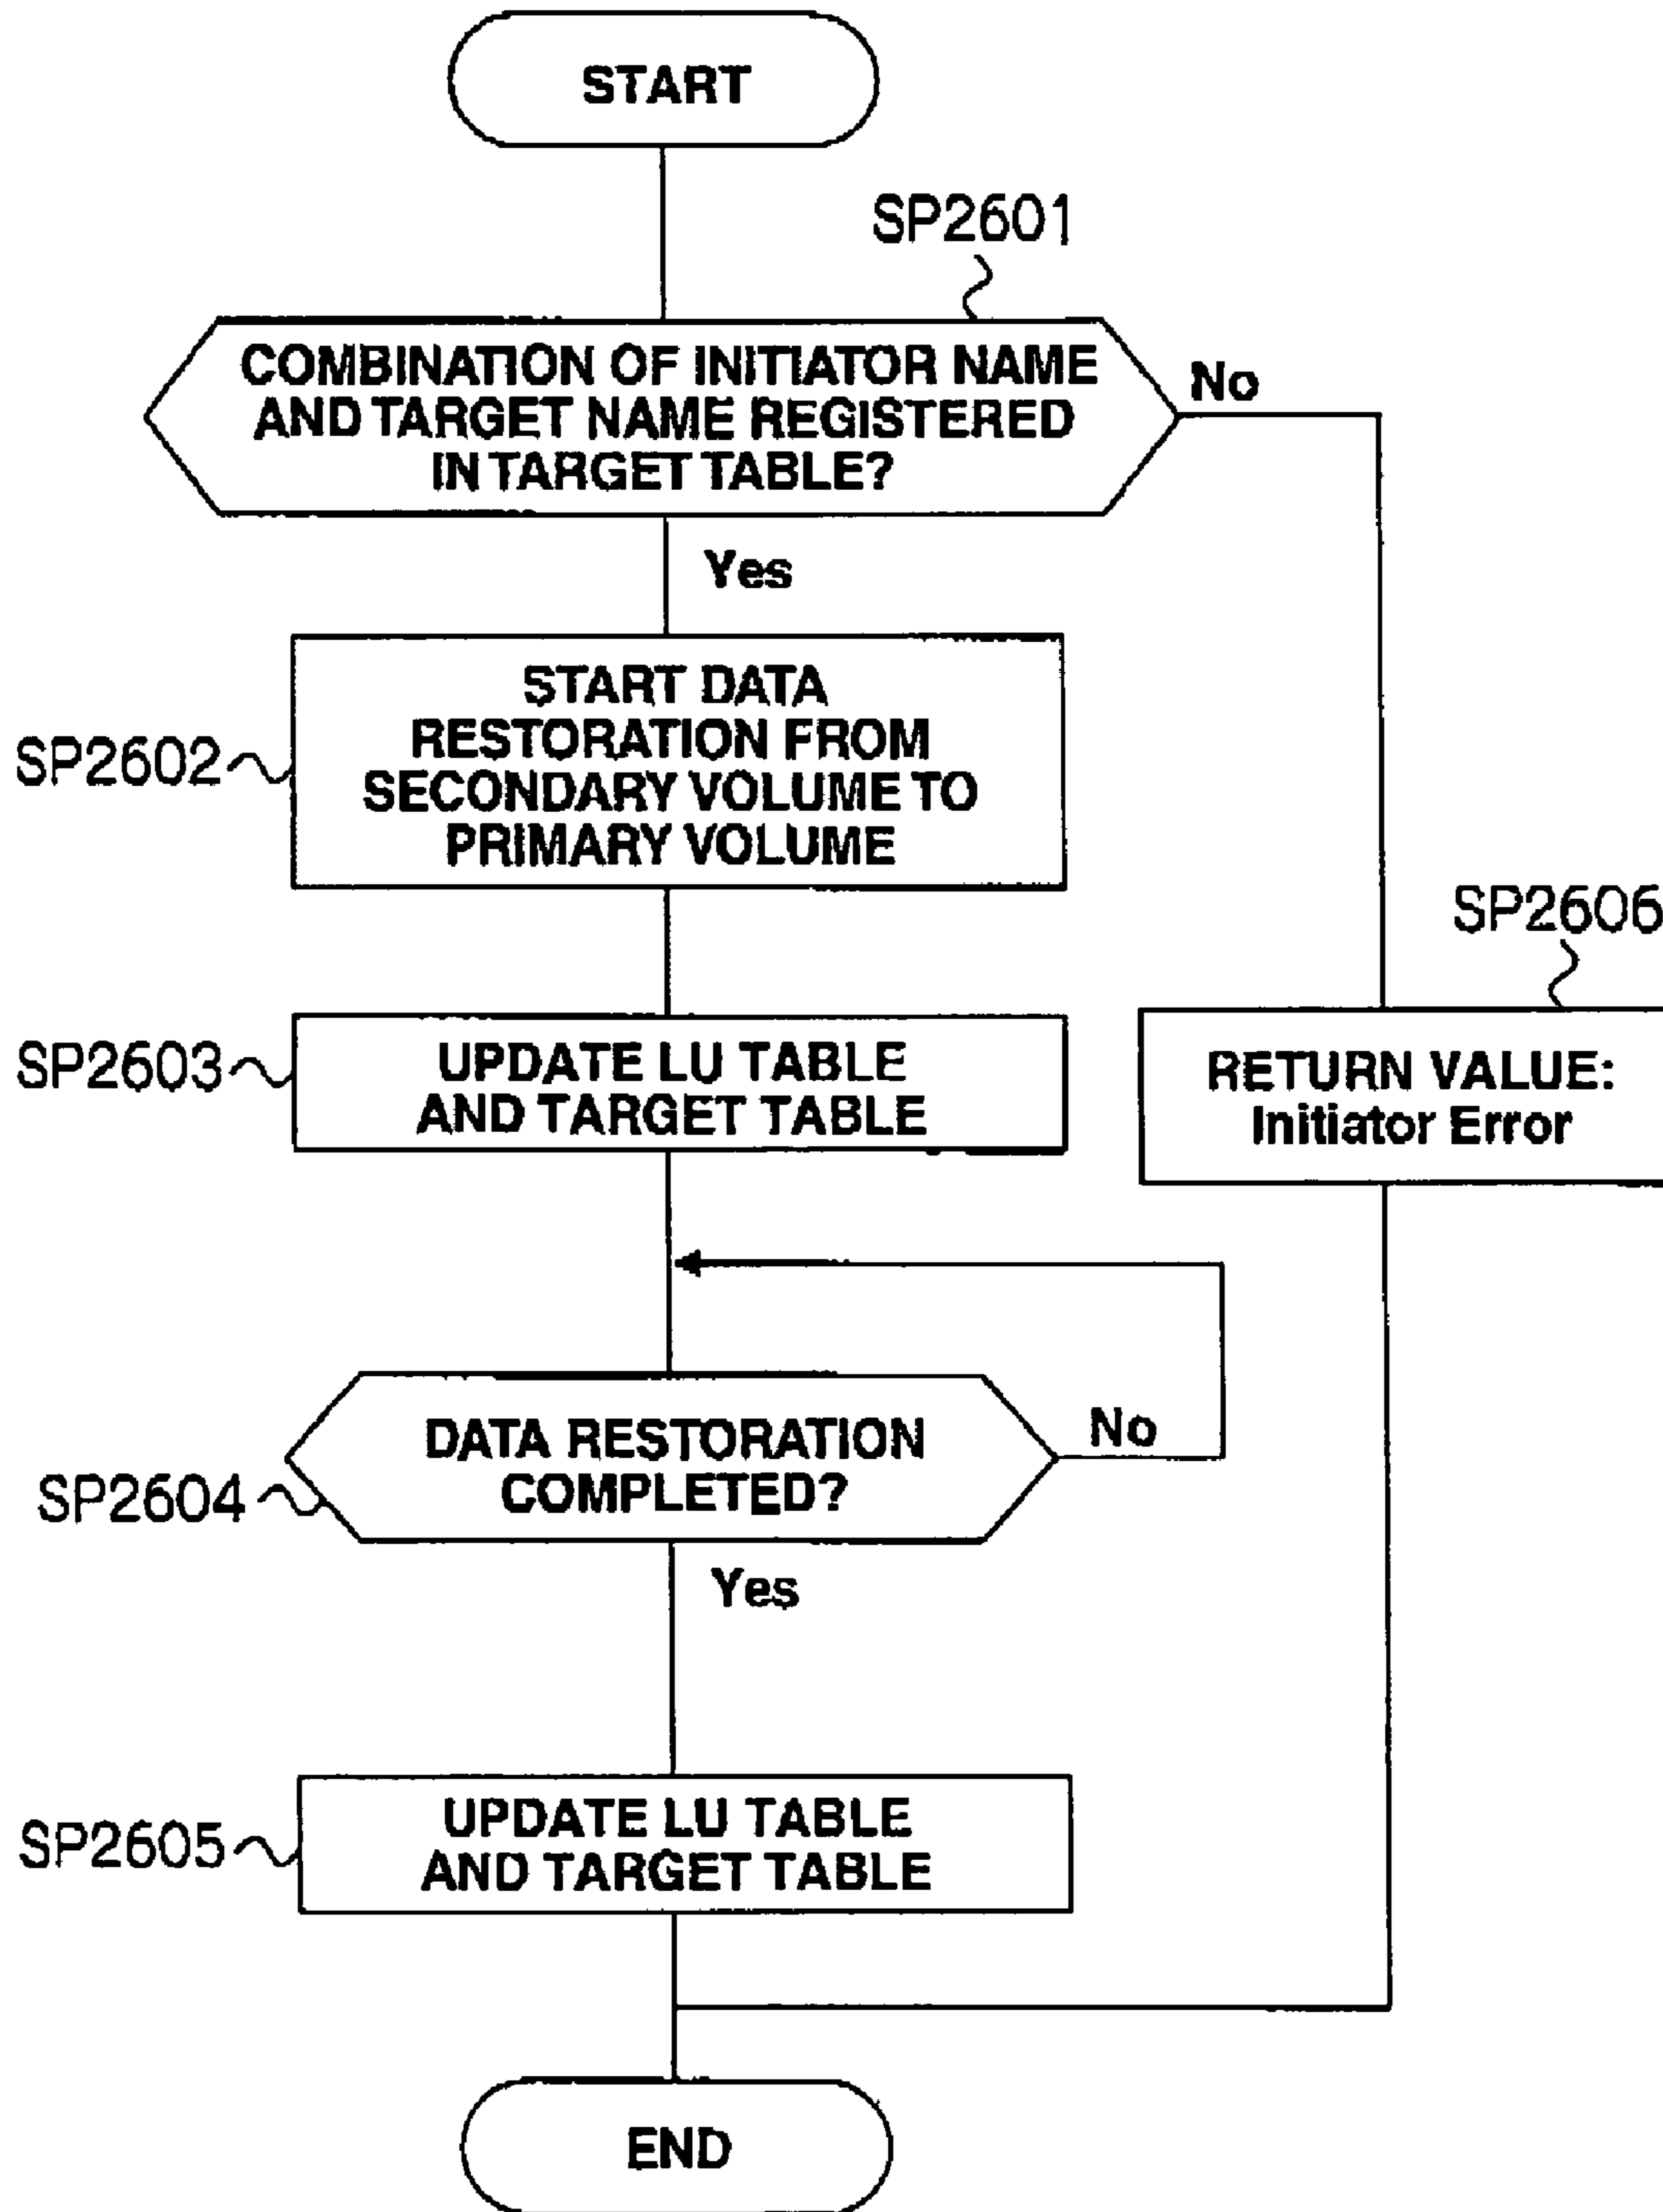 START
SP2601
COMBINATION OF INITIATOR NAME
AND TARGET NAME REGISTERED
IN TARGET TABLE?
No
Yes
SP2602
START DATA
RESTORATION FROM
SECONDARY VOLUME TO
PRIMARY VOLUME
SP2606
SP2603
UPDATE LU TABLE
AND TARGET TABLE
RETURN VALUE:
Initiator Error
SP2604
DATA RESTORATION
COMPLETED?
No
Yes
SP2605
UPDATE LU TABLE
AND TARGET TABLE
END